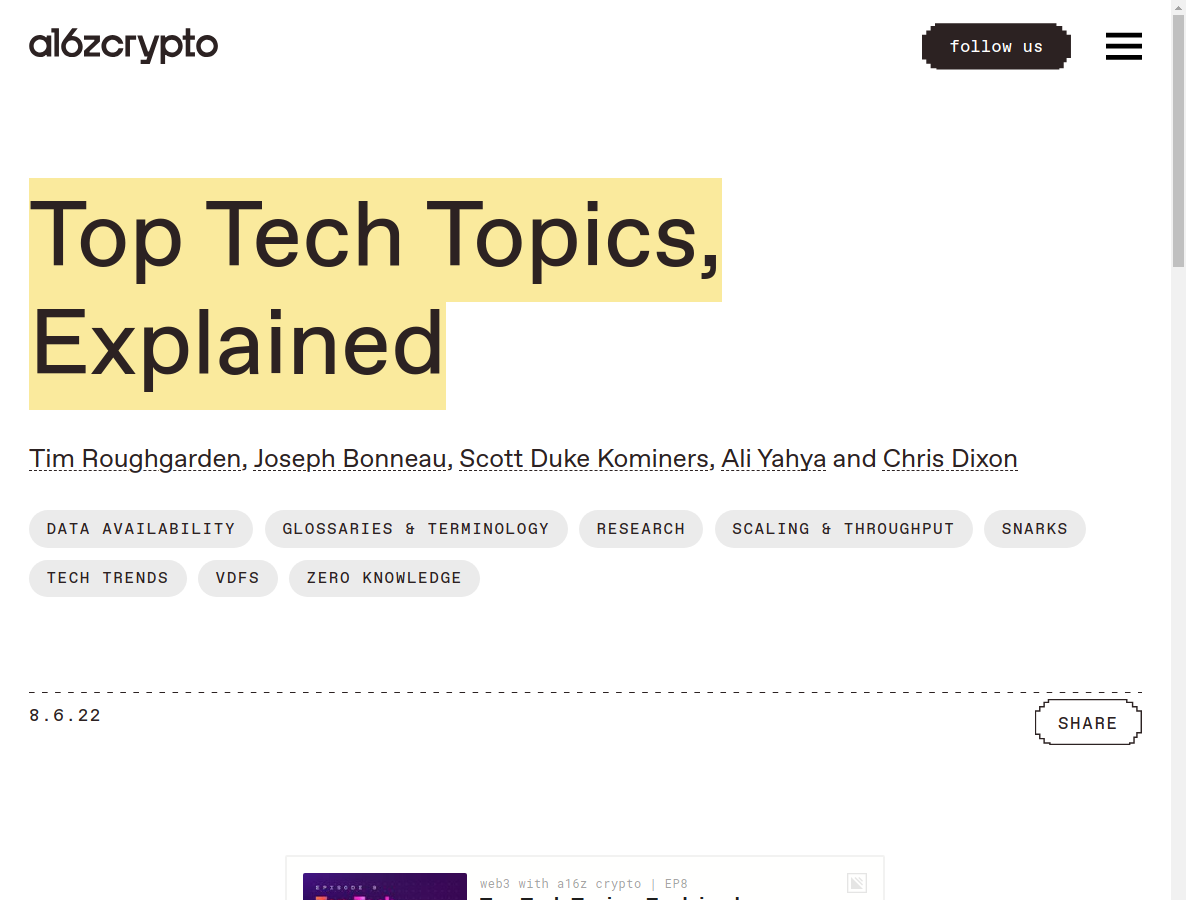 a16zcrypto
follow us
Top Tech Topics,
Explained
Tim Roughgarden, Joseph Bonneau, Scott Duke Kominers, Ali Yahya and Chris Dixon
DATA AVAILABILITY GLOSSARIES & TERMINOLOGY RESEARCH SCALING & THROUGHPUT SNARKS
TECH TRENDS VDFS ZERO KNOWLEDGE
8.6.22
SHARE
EPISODE 8
web3 with a16z crypto | EP8